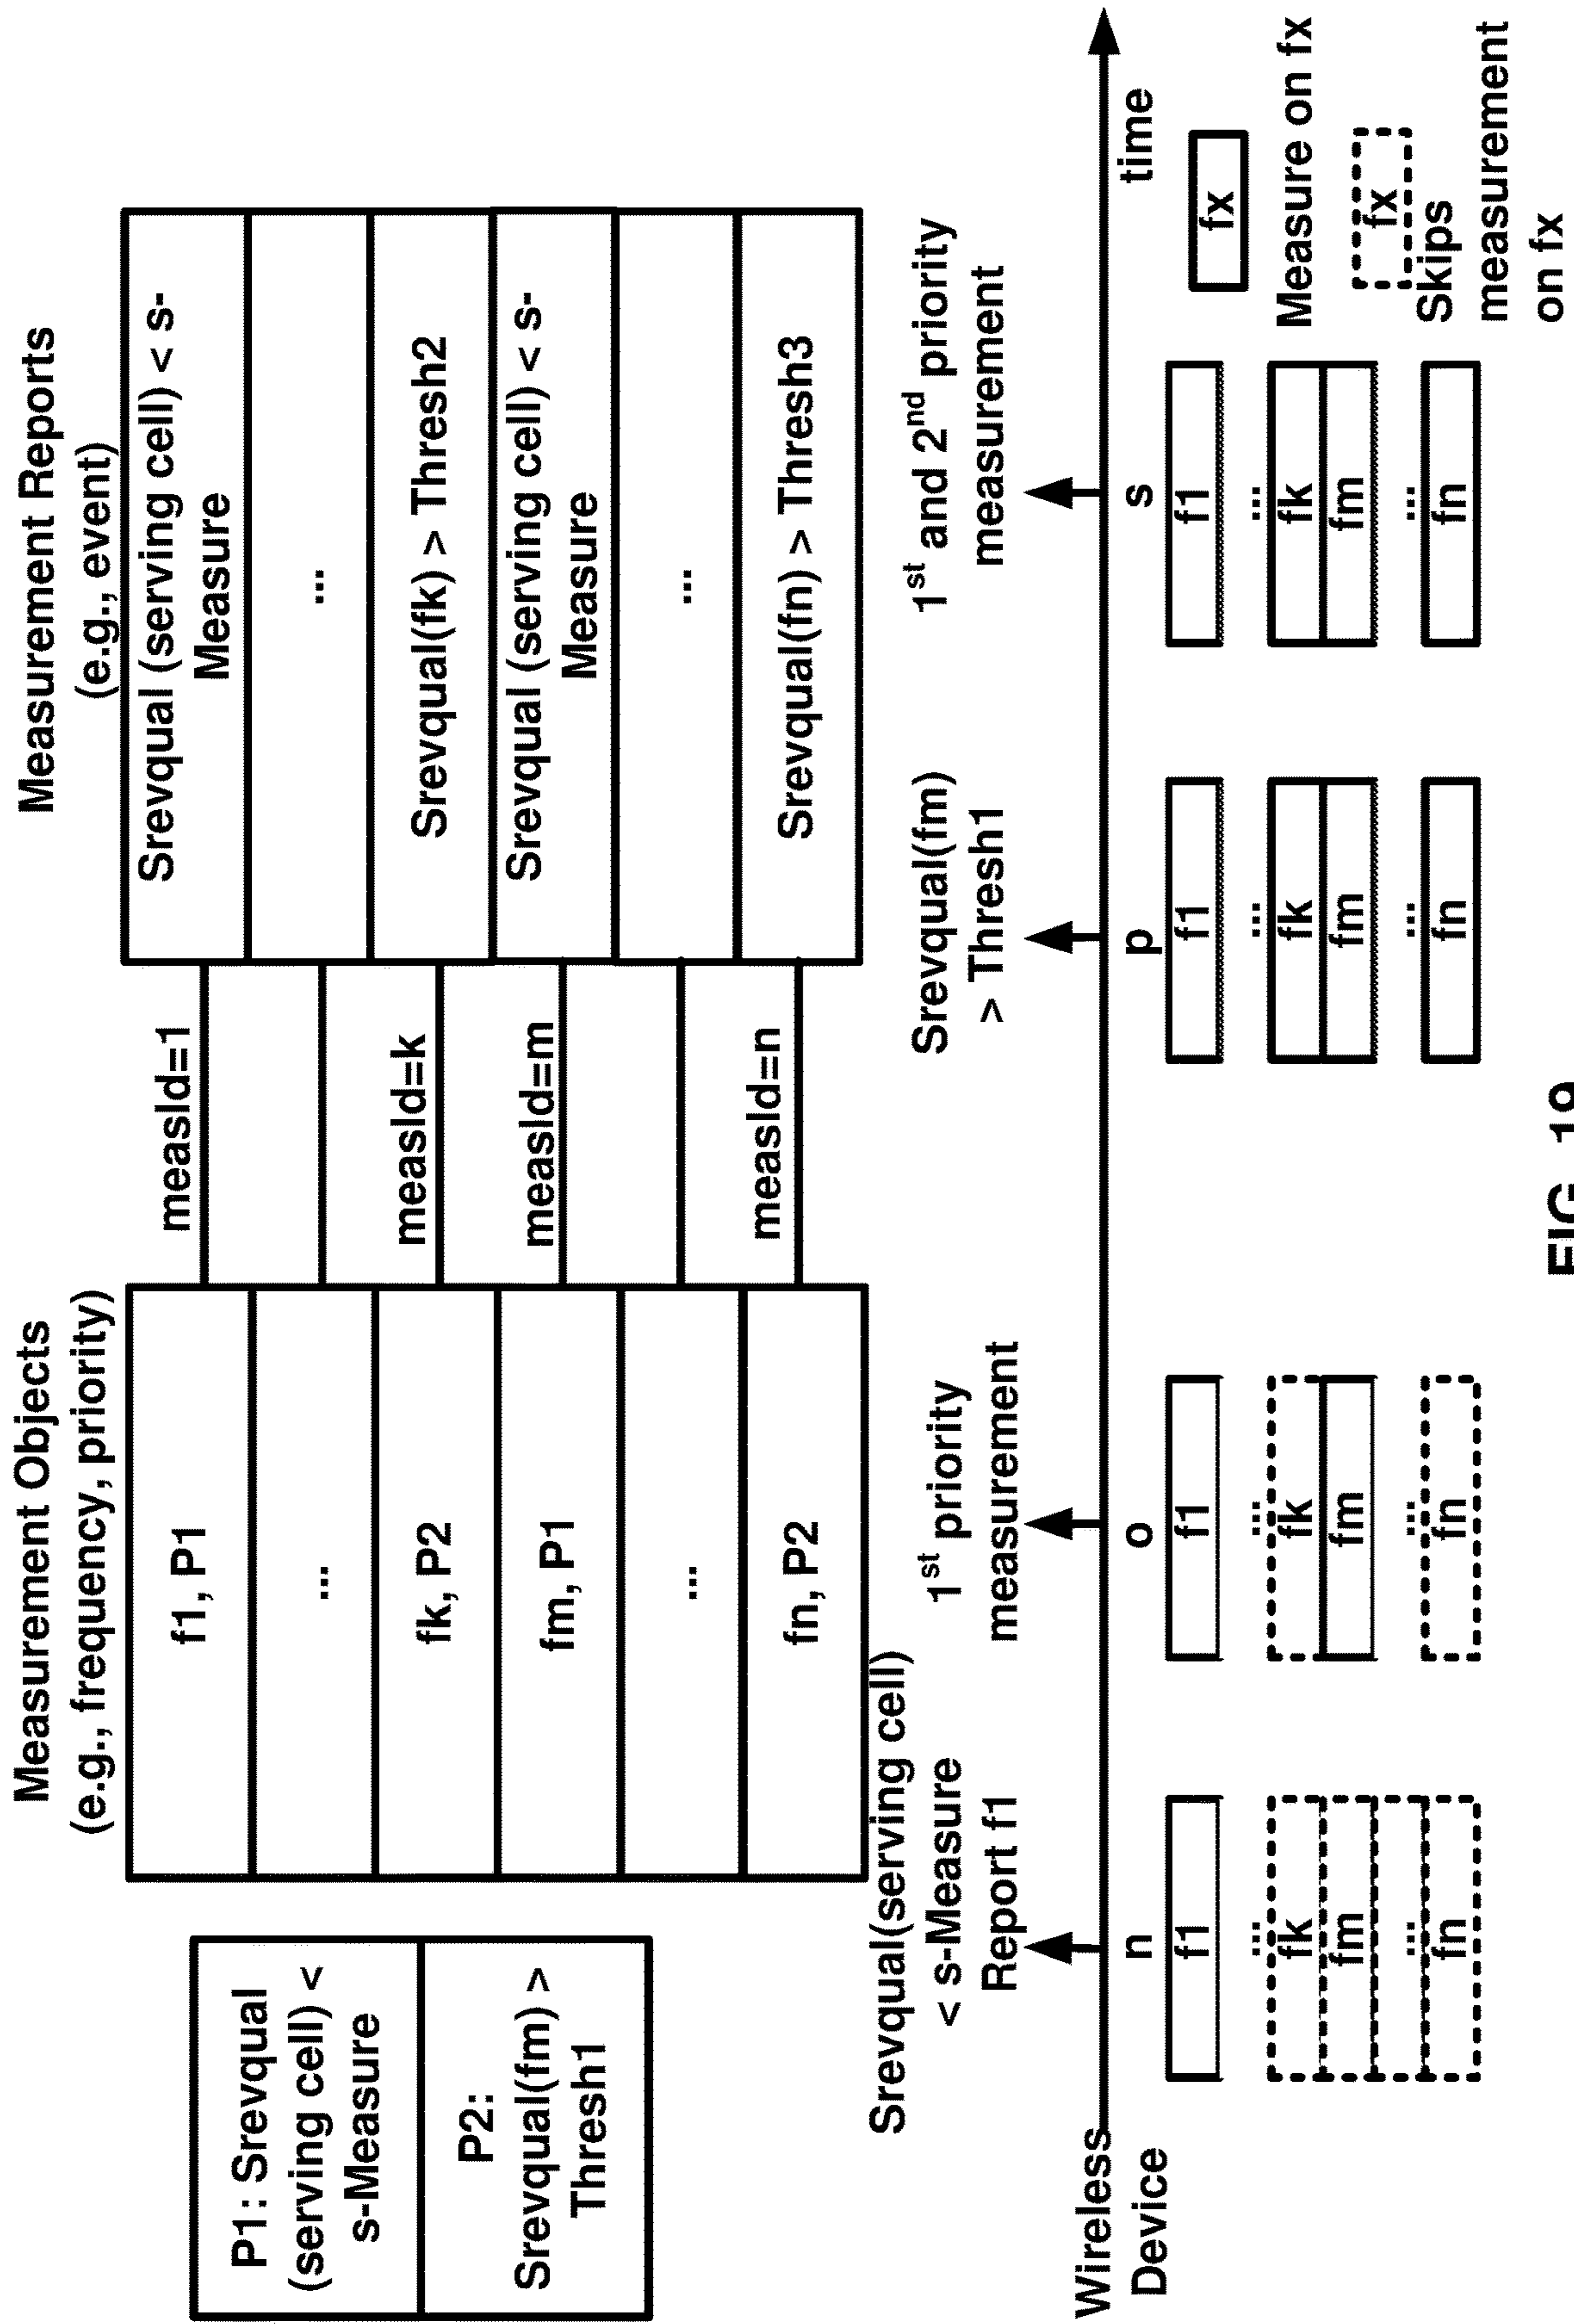 Measurement Objects
(e.g., frequency, priority)
Measurement Reports
(e.g., event)
P1: Srevqual
(serving cell) <
s-Measure
P2:
Srevqual(fm) >
Thresh1
f1, P1
...
fk, P2
fm, P1
...
fn, P2
measId=1
measId=k
measId=m
measId=n
Srevqual (serving cell) < s-
Measure
...
Srevqual(fk) > Thresh2
Srevqual (serving cell) < s-
Measure
...
Srevqual(fn) > Thresh3
Srevqual(serving cell)
< s-Measure
Report f1
1st priority
measurement
Srevqual(fm)
> Thresh1
1st and 2nd priority
measurement
Wireless
Device
n
o
p
s
time
f1
...
fk
fm
...
fn
f1
...
fk
fm
...
fn
f1
...
fk
fm
...
fn
f1
...
fk
fm
...
fn
fx
Measure on fx
fx
Skips
measurement
on fx
FIG. 19